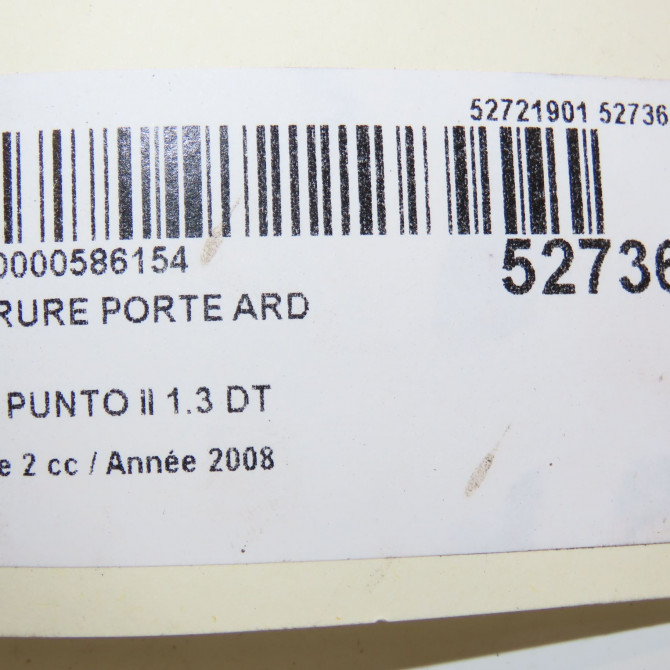 52721901 52736
0000586154
52736
RURE PORTE ARD
PUNTO II 1.3 DT
e 2 cc / Année 2008